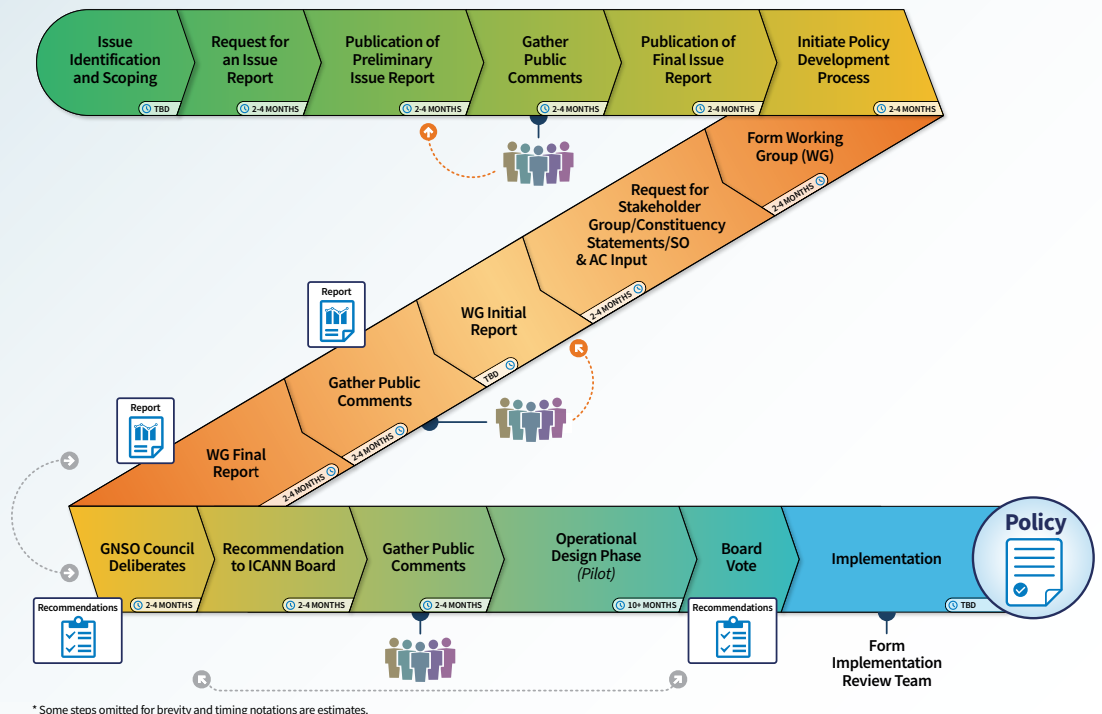 Issue
Identification
and Scoping
TBD
Request for
an Issue
Report
2-4 MONTHS
Publication of
Preliminary
Issue Report
2-4 MONTHS
Gather
Public
Comments
2-4 MONTHS
Publication of
Final Issue
Report
2-4 MONTHS
Initiate Policy
Development
Process
2-4 MONTHS
Form Working
Group (WG)
2-4 MONTHS
Request for
Stakeholder
Group/Constituency
Statements/SO
& AC Input
2-4 MONTHS
WG Initial
Report
TBD
Report
Gather Public
Comments
2-4 MONTHS
Report
WG Final
Report
2-4 MONTHS
GNSO Council
Deliberates
2-4 MONTHS
Recommendations
Recommendation
to ICANN Board
2-4 MONTHS
Gather Public
Comments
2-4 MONTHS
Operational
Design Phase
(Pilot)
10+ MONTHS
Board
Vote
Recommendations
Implementation
TBD
Policy
Form
Implementation
Review Team
* Some steps omitted for brevity and timing notations are estimates.